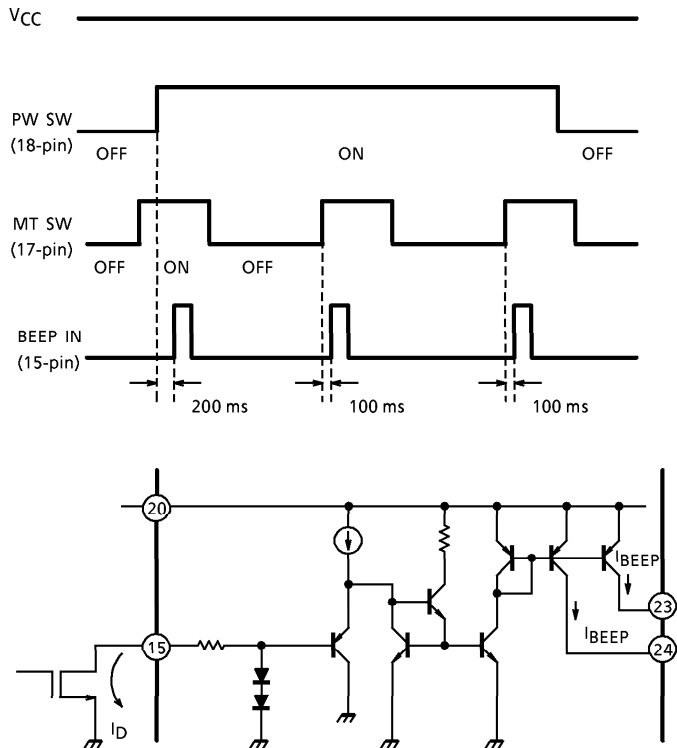 VCC
PW SW
(18-pin)
OFF
ON
OFF
MT SW
(17-pin)
OFF
ON
OFF
BEEP IN
(15-pin)
200 ms
100 ms
100 ms
20
IBEEP
23
15
IBEEP
24
ID